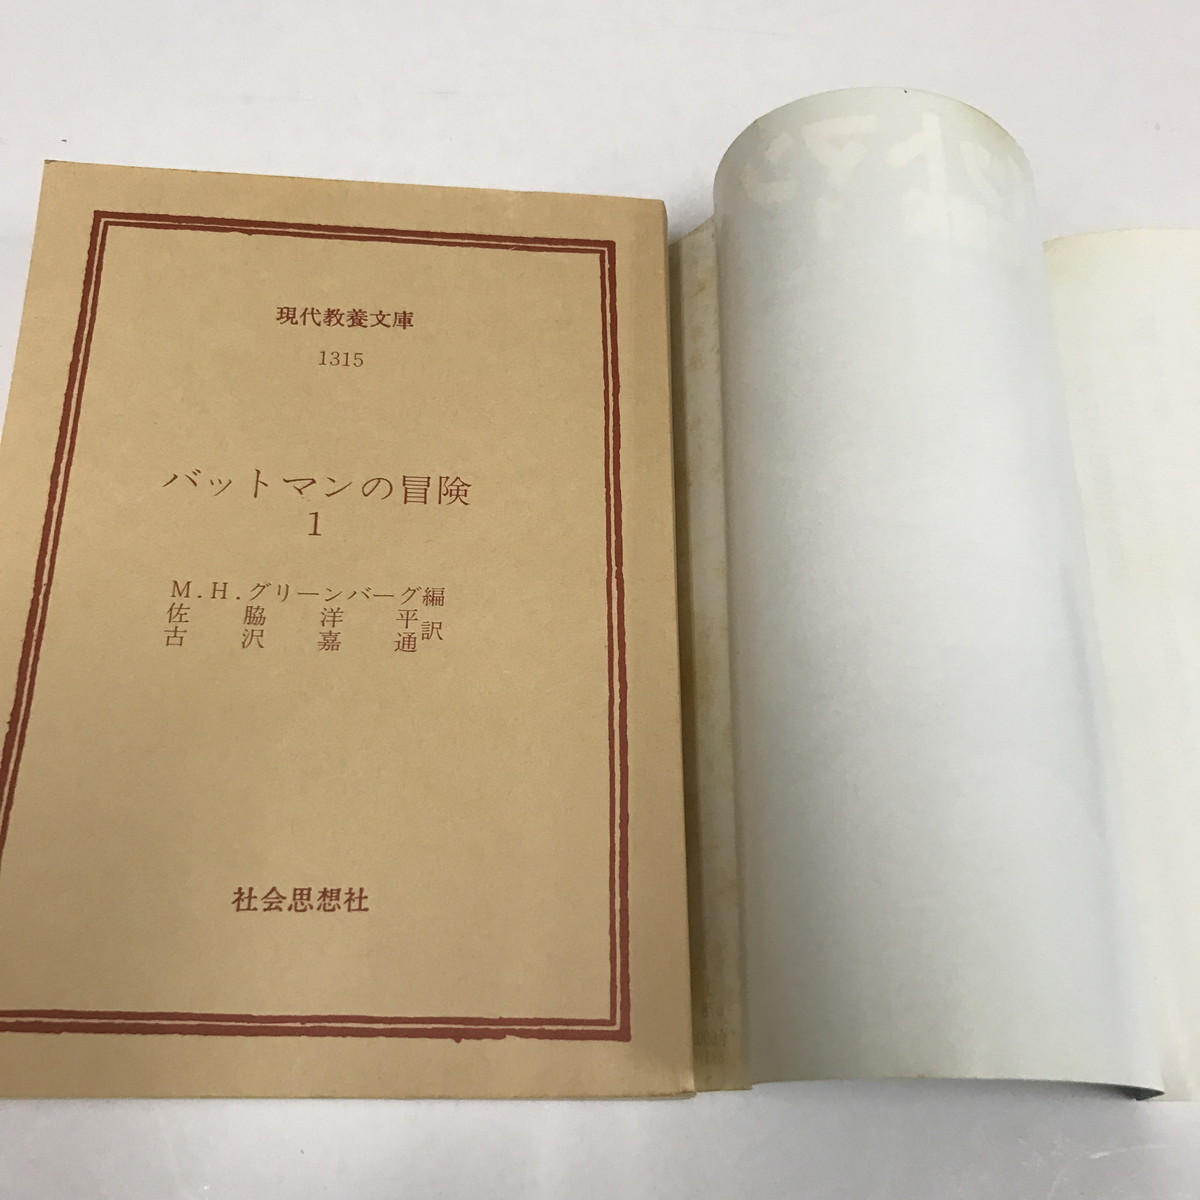 現代教養文庫
1315
バットマンの冒険
1
M.H.グリーンバーグ編
佐脇洋平
古沢嘉通訳
社会思想社